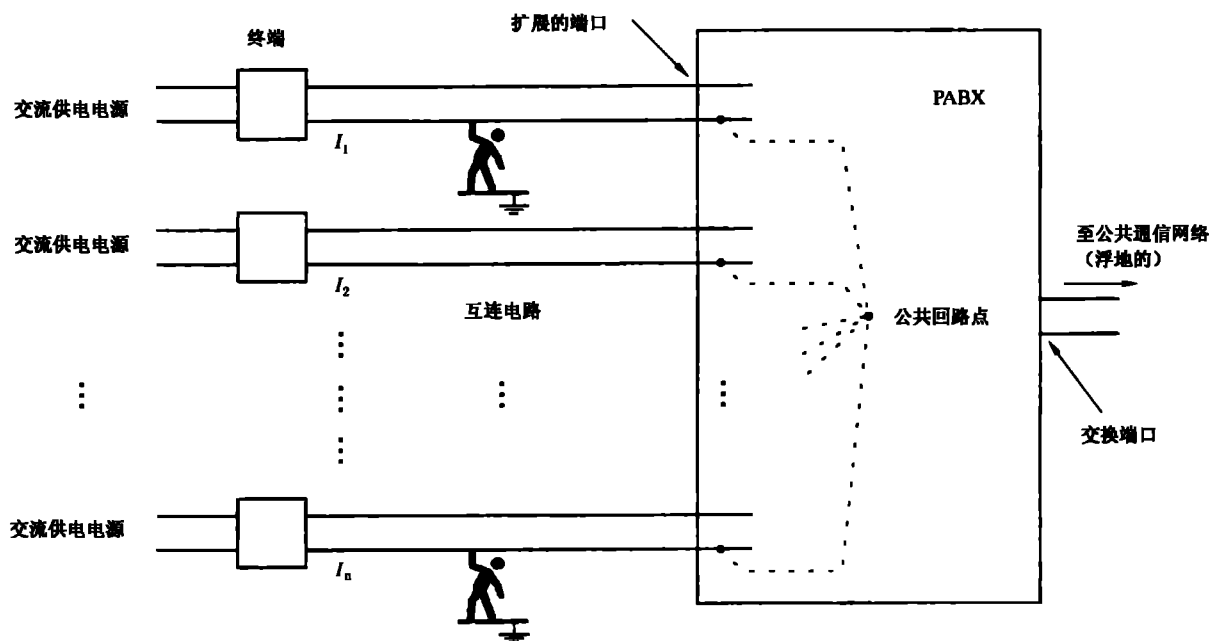 扩展的端口
终端
PABX
交流供电电源
I₁
交流供电电源
I₂
互连电路
公共回路点
至公共通信网络
（浮地的）
交换端口
交流供电电源
Iₙ